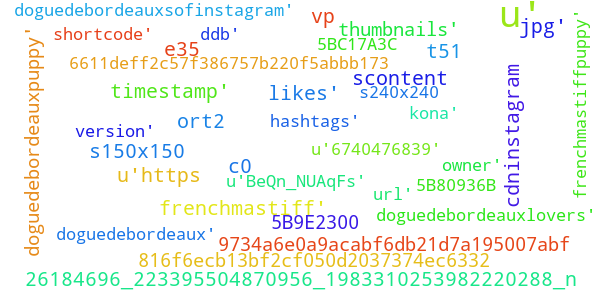 doguedebordeauxsofinstagram'
vp
u'
shortcode'
ddb'
thumbnails'
jpg'
e35
5BC17A3C
t51
6611deff2c57f386757b220f5abbb173
scontent
timestamp'
likes'
s240x240
kona'
doguedebordeauxpuppy'
cdninstagram
frenchmastiffpuppy'
version'
ort2
hashtags'
s150x150
c0
u'6740476839'
owner'
u'https
u'BeQn_NUAqFs'
url'
5B80936B
frenchmastiff'
5B9E2300
doguedebordeauxlovers'
doguedebordeaux'
9734a6e0a9acabf6db21d7a195007abf
816f6ecb13bf2cf050d2037374ec6332
26184696_223395504870956_1983310253982220288_n